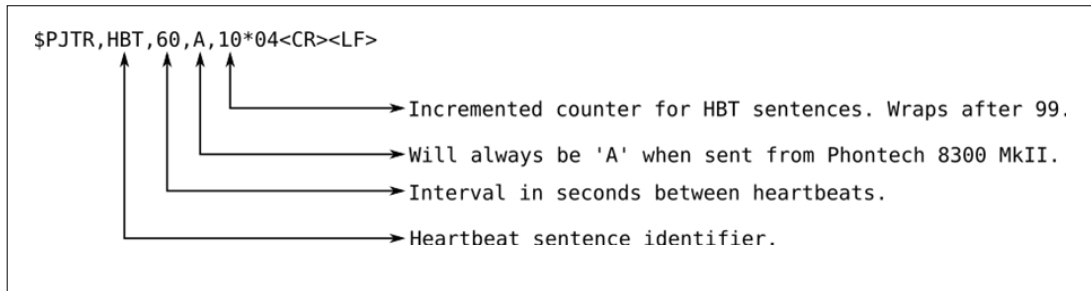 $PJTR,HBT,60,A,10*04<CR><LF>
Incremented counter for HBT sentences. Wraps after 99.
Will always be 'A' when sent from Phontech 8300 MkII.
Interval in seconds between heartbeats.
Heartbeat sentence identifier.